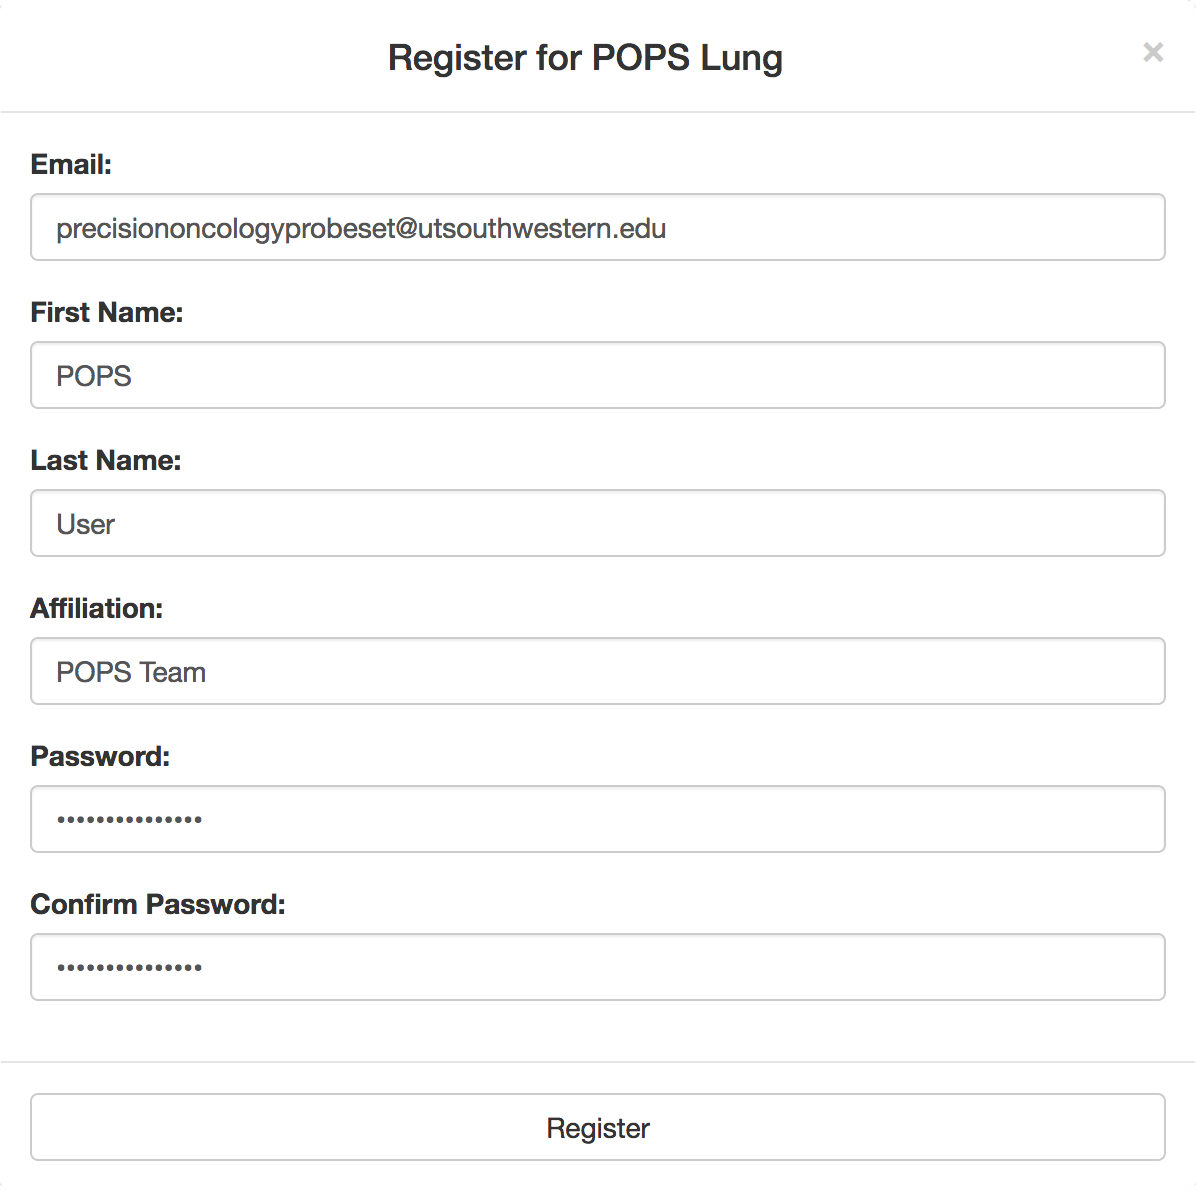 Register for POPS Lung
×
Email:
precisiononcologyprobeset@utsouthwestern.edu
First Name:
POPS
Last Name:
User
Affiliation:
POPS Team
Password:
•••••••••••••••
Confirm Password:
•••••••••••••••
Register